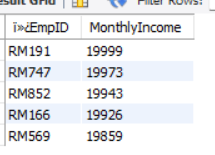 Result Grid Filter Rows:
ï»¿EmpID MonthlyIncome
RM191 19999
RM747 19973
RM852 19943
RM166 19926
RM569 19859